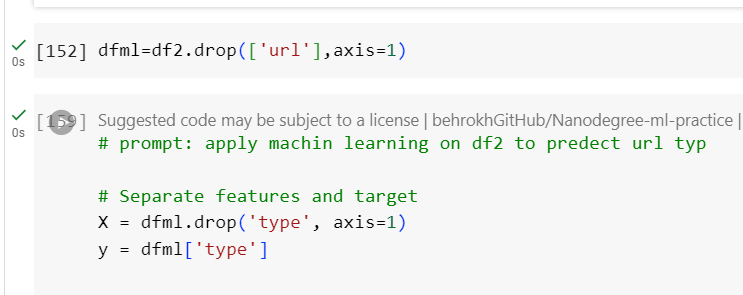 [152] dfml=df2.drop(['url'],axis=1)
0s
[159] Suggested code may be subject to a license | behrokhGitHub/Nanodegree-ml-practice |
0s
# prompt: apply machin learning on df2 to predect url typ
# Separate features and target
X = dfml.drop('type', axis=1)
y = dfml['type']